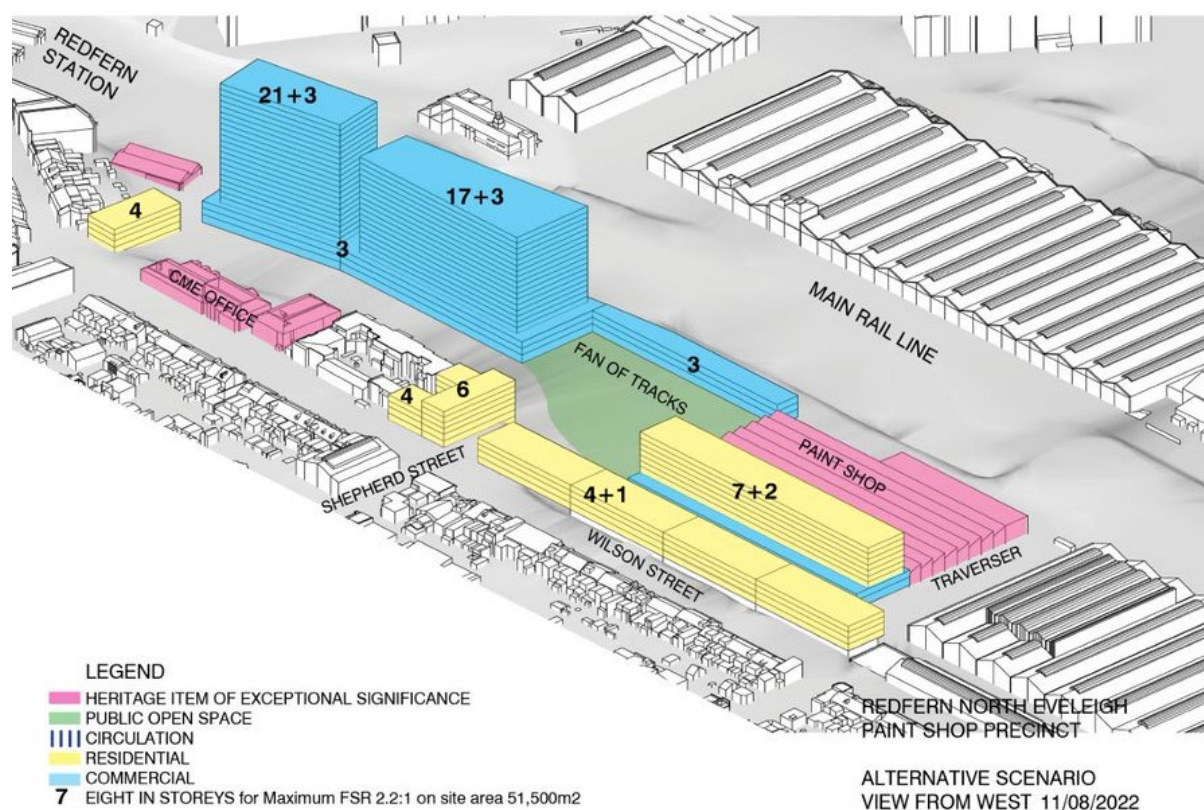 REDFERN
STATION
21+3
17+3
4
3
CME OFFICE
MAIN RAIL LINE
FAN OF TRACKS
3
4
6
PAINT SHOP
SHEPHERD STREET
4+1
7+2
WILSON STREET
TRAVERSER
LEGEND
HERITAGE ITEM OF EXCEPTIONAL SIGNIFICANCE
PUBLIC OPEN SPACE
CIRCULATION
RESIDENTIAL
COMMERCIAL
7 EIGHT IN STOREYS for Maximum FSR 2.2:1 on site area 51,500m2
REDFERN NORTH EVELEIGH
PAINT SHOP PRECINCT
ALTERNATIVE SCENARIO
VIEW FROM WEST 11/08/2022